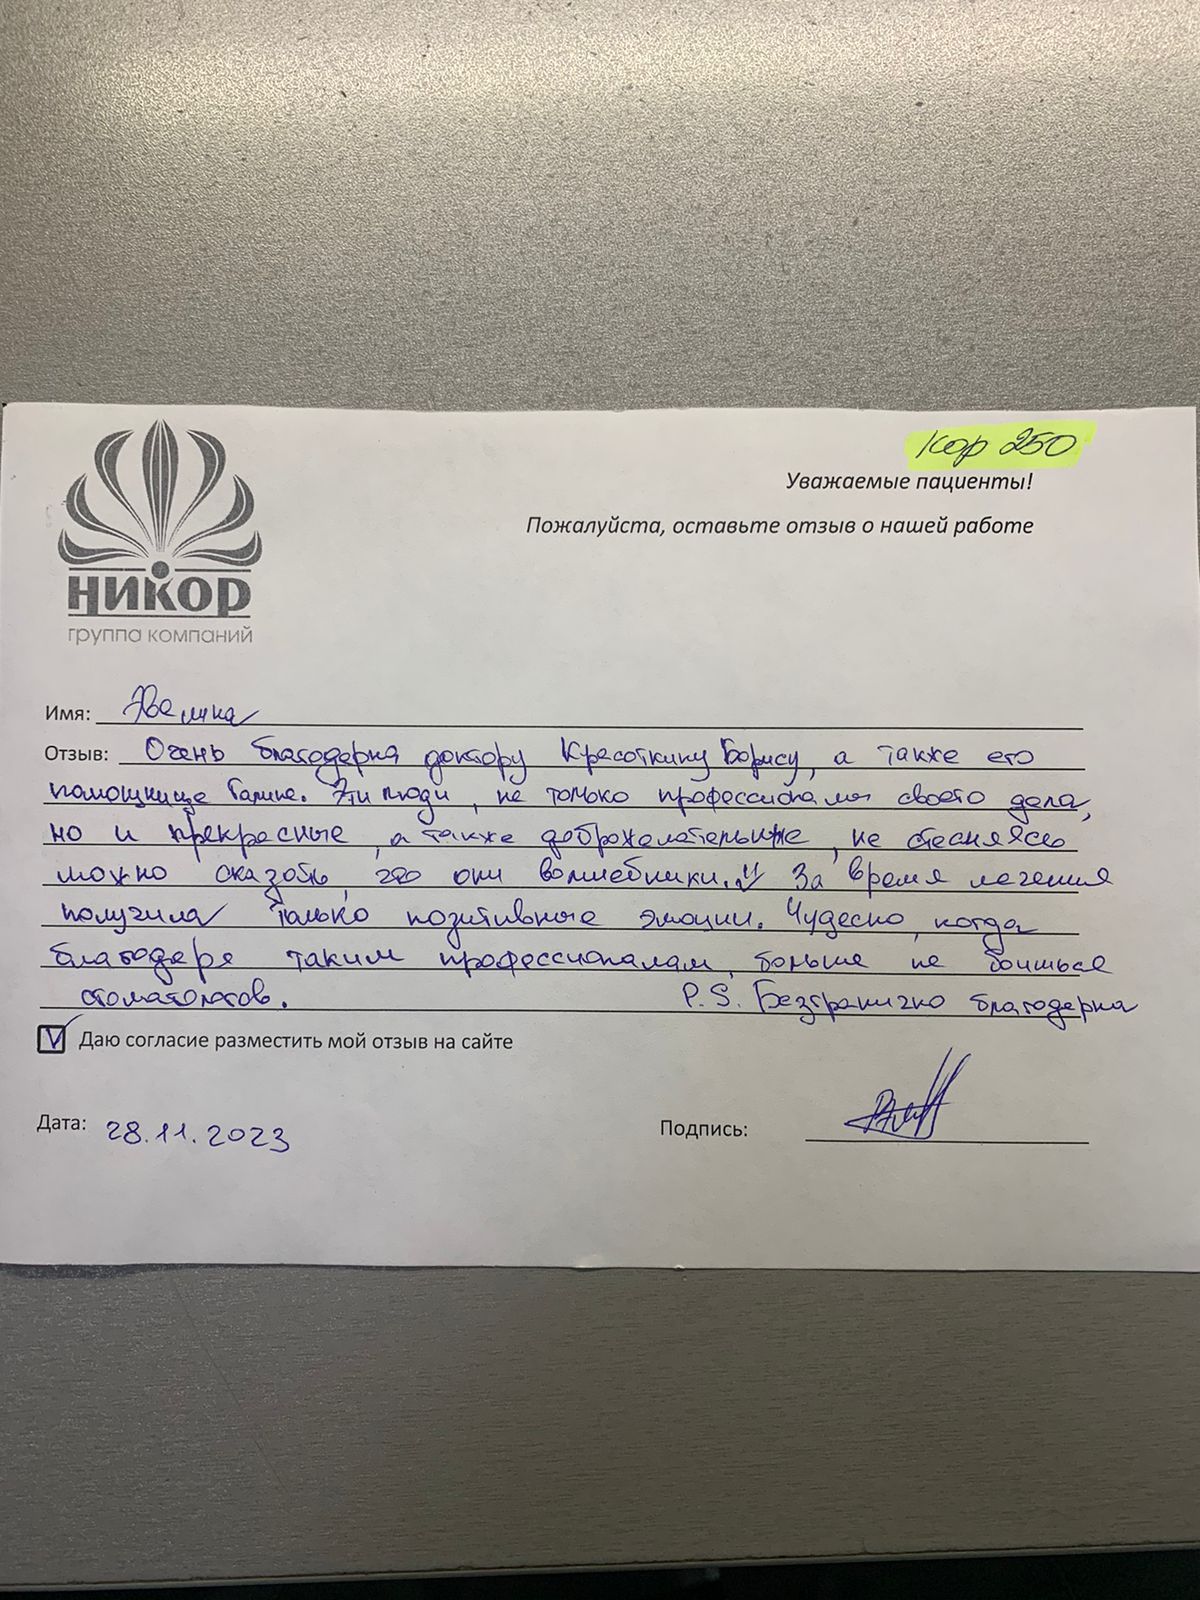 Кор 250
Уважаемые пациенты!
Пожалуйста, оставьте отзыв о нашей работе
НИКОР
группа компаний
Имя: Эвелина
Отзыв: Очень благодарна доктору Красоткину Борису, а также его
помощнице Галине. Эти люди, не только профессионалы своего дела,
но и прекрасные, а также доброжелательные, не стесняясь
можно сказать, что они волшебники. За время лечения
получила только позитивные эмоции. Чудесно, когда
благодаря таким профессионалам, больше не боишься
стоматологов. P.S. Безгранично благодарна
V Даю согласие разместить мой отзыв на сайте
Дата: 28.11.2023 Подпись: